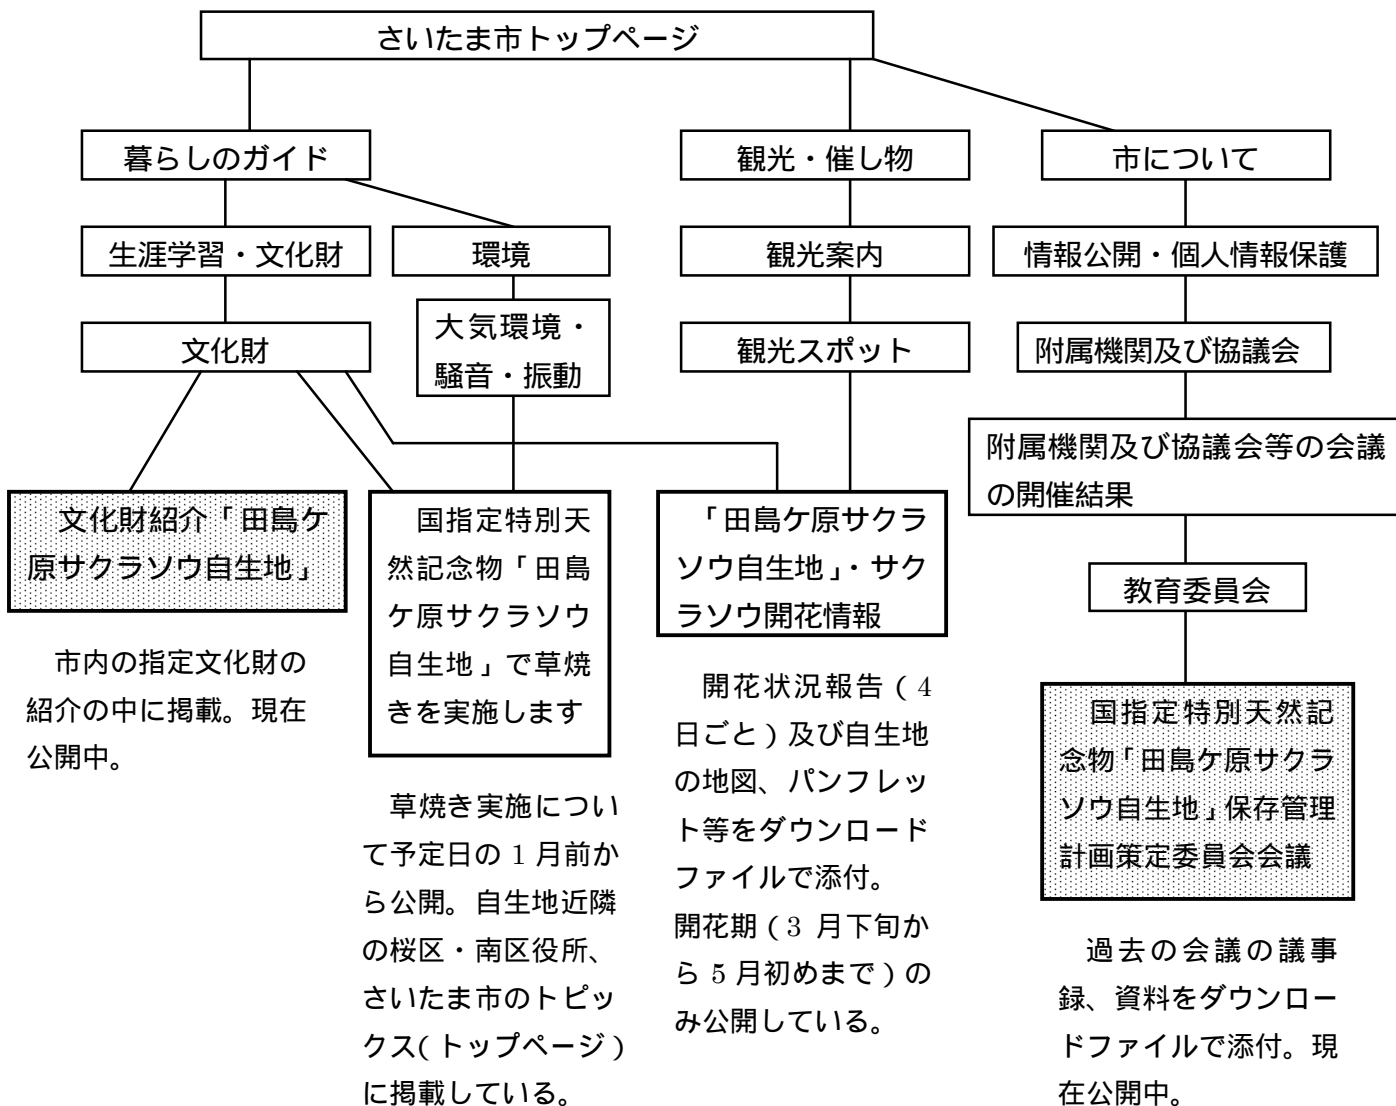 さいたま市トップページ
暮らしのガイド
観光・催し物
市について
生涯学習・文化財
環境
観光案内
情報公開・個人情報保護
文化財
大気環境・
騒音・振動
観光スポット
附属機関及び協議会
附属機関及び協議会等の会議
の開催結果
教育委員会
文化財紹介「田島ケ
原サクラソウ自生地」
市内の指定文化財の
紹介の中に掲載。現在
公開中。
国指定特別天
然記念物「田島
ケ原サクラソウ
自生地」で草焼
きを実施します
草焼き実施につい
て予定日の1月前か
ら公開。自生地近隣
の桜区・南区役所、
さいたま市のトピッ
クス(トップページ)
に掲載している。
「田島ケ原サクラ
ソウ自生地」・サク
ラソウ開花情報
開花状況報告(4
日ごと)及び自生地
の地図、パンフレッ
ト等をダウンロード
ファイルで添付。
開花期(3月下旬か
ら5月初めまで)の
み公開している。
国指定特別天然記
念物「田島ケ原サクラ
ソウ自生地」保存管理
計画策定委員会会議
過去の会議の議事
録、資料をダウンロー
ドファイルで添付。現
在公開中。